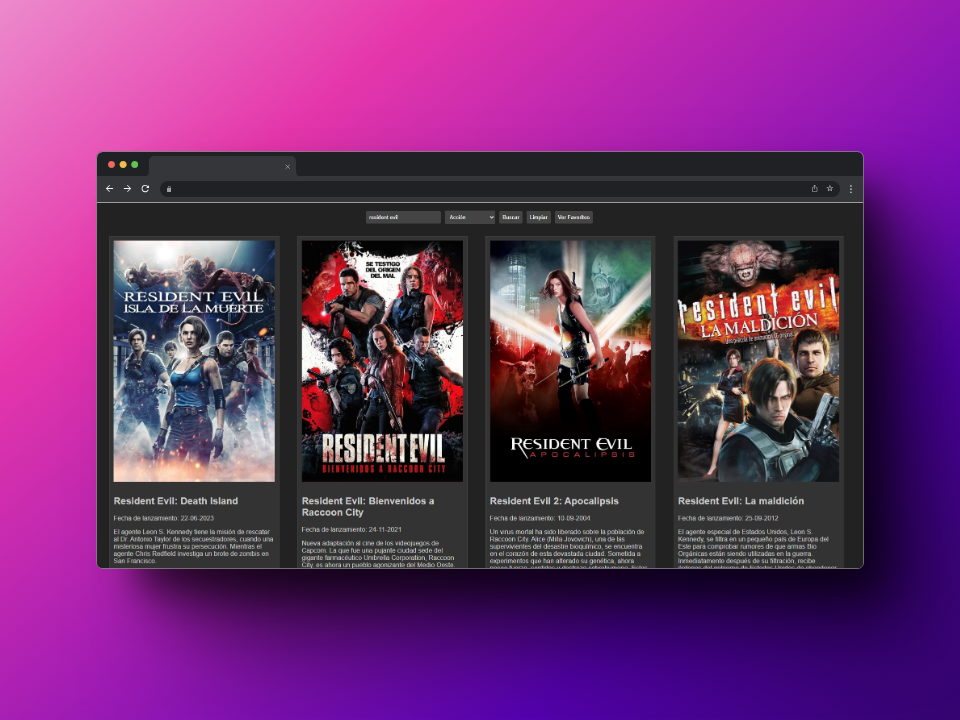 resident evil Acción Buscar Limpiar Ver Favoritos
RESIDENT EVIL
ISLA DE LA MUERTE
SE TESTIGO
DEL ORIGEN
DEL MAL
RESIDENT EVIL
BIENVENIDOS A RACCOON CITY
RESIDENT EVIL
APOCALIPSIS
resident evil
LA MALDICIÓN
Resident Evil: Death Island
Fecha de lanzamiento: 22-06-2023
El agente Leon S. Kennedy tiene la misión de rescatar
al Dr. Antonio Taylor de los secuestradores, cuando una
misteriosa mujer frustra su persecución. Mientras el
agente Chris Redfield investiga un brote de zombis en
San Francisco.
Resident Evil: Bienvenidos a
Raccoon City
Fecha de lanzamiento: 24-11-2021
Nueva adaptación al cine de los videojuegos de
Capcom. La que fue una pujante ciudad sede del
gigante farmacéutico Umbrella Corporation, Raccoon
City, es ahora un pueblo agonizante del Medio Oeste.
Resident Evil 2: Apocalipsis
Fecha de lanzamiento: 10-09-2004
Un virus mortal ha sido liberado sobre la población de
Raccoon City. Alice (Milla Jovovich), una de las
supervivientes del desastre bioquímico, se encuentra
en el corazón de esta devastada ciudad. Sometida a
experimentos que han alterado su genética, ahora
Resident Evil: La maldición
Fecha de lanzamiento: 25-09-2012
El agente especial de Estados Unidos, Leon S.
Kennedy, se filtra en un pequeño país de Europa del
Este para comprobar rumores de que armas Bio
Orgánicas están siendo utilizadas en la guerra.
Inmediatamente después de su filtración, recibe